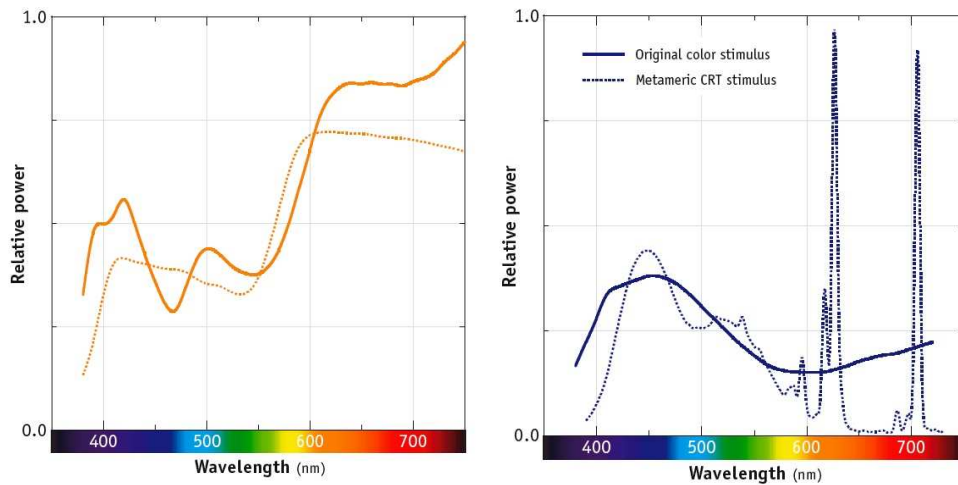 1.0
Relative power
0.0
400 500 600 700
Wavelength (nm)
1.0
Original color stimulus
Metameric CRT stimulus
Relative power
0.0
400 500 600 700
Wavelength (nm)